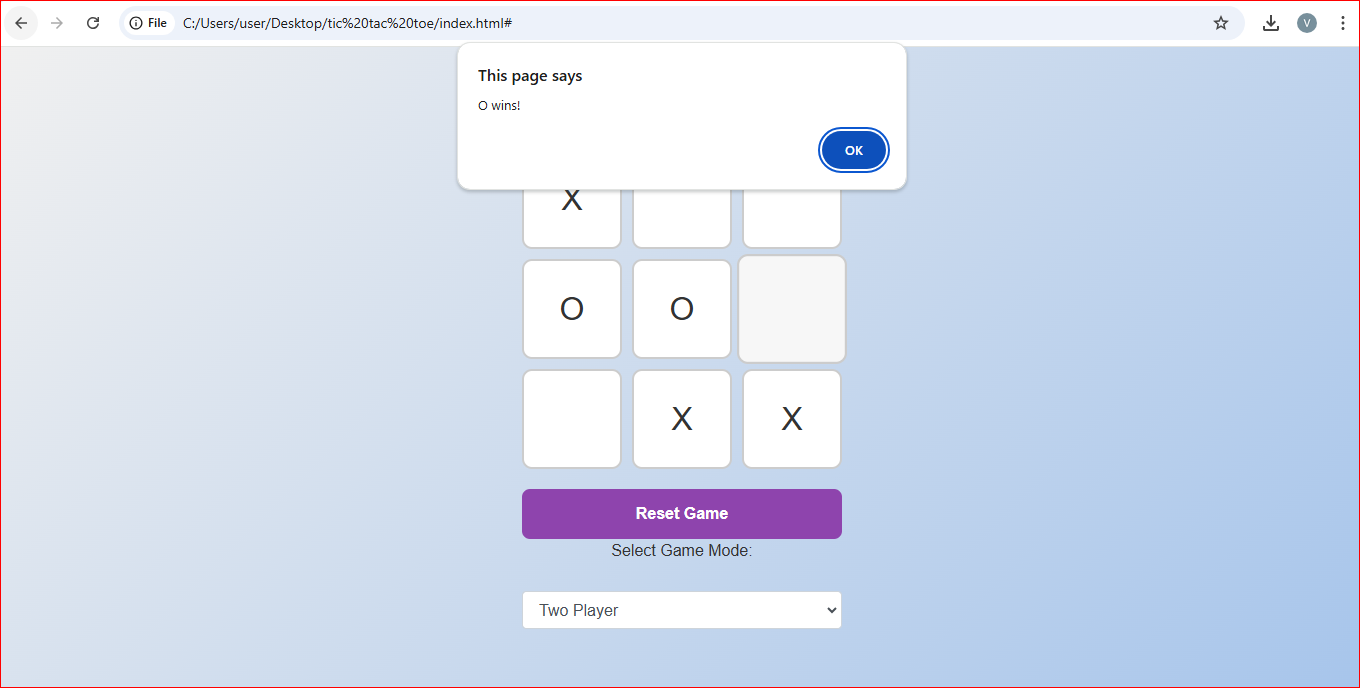 File C:/Users/user/Desktop/tic%20tac%20toe/index.html# V
This page says
O wins!
OK
X
O O
X X
Reset Game
Select Game Mode:
Two Player